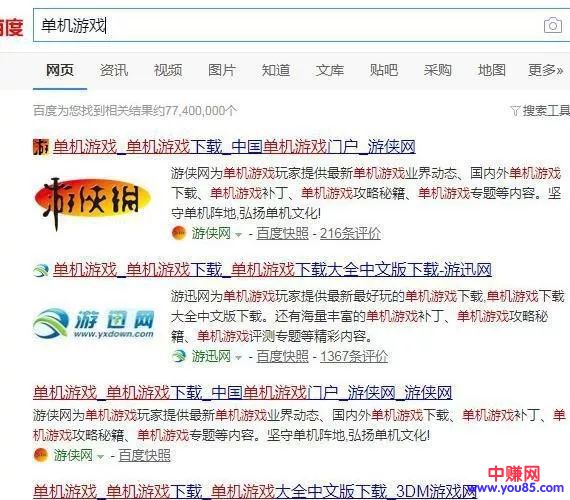 百度
单机游戏
网页 资讯 视频 图片 知道 文库 贴吧 采购 地图 更多»
百度为您找到相关结果约77,400,000个 搜索工具
单机游戏_单机游戏下载_中国单机游戏门户_游侠网
游侠网
游侠网为单机游戏玩家提供最新单机游戏业界动态、国内外单机游戏
下载、单机游戏补丁、单机游戏攻略秘籍、单机游戏专题等内容。坚
守单机阵地,弘扬单机文化!
游侠网 - 百度快照 - 216条评价
单机游戏_单机游戏下载_单机游戏下载大全中文版下载-游迅网
游迅网
www.yxdown.com
游迅网为单机游戏玩家提供最新最好玩的单机游戏下载,单机游戏下载
大全中文版下载。还有海量丰富的单机游戏补丁、单机游戏攻略秘
籍、单机游戏评测专题等精彩内容。
游迅网 - 百度快照 - 1367条评价
单机游戏_单机游戏下载_中国单机游戏门户_游侠网_游侠网
游侠网为单机游戏玩家提供最新单机游戏业界动态、国内外单机游戏下载、单机游戏补丁、单
机游戏攻略秘籍、单机游戏专题等内容。坚守单机阵地,弘扬单机文化!
游侠网 - 百度快照
单机游戏_单机游戏下载_单机游戏大全中文版下载_3DM游戏网
中赚网
www.you85.com